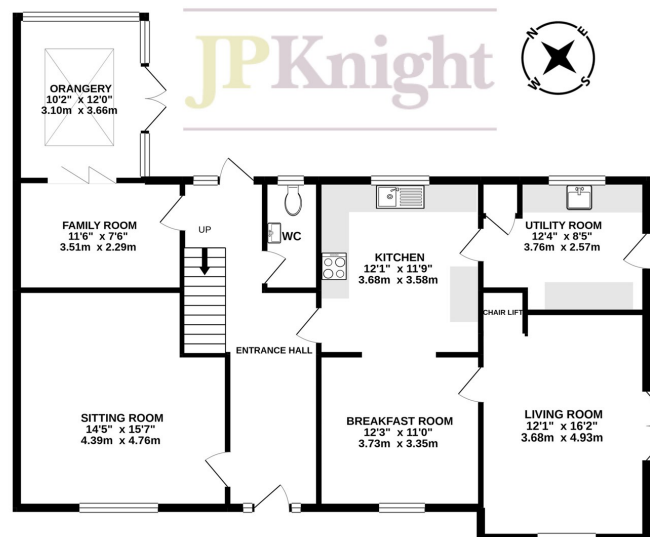 JPKnight
N
E
S
W
ORANGERY
10'2" x 12'0"
3.10m x 3.66m
FAMILY ROOM
11'6" x 7'6"
3.51m x 2.29m
UP
WC
KITCHEN
12'1" x 11'9"
3.68m x 3.58m
UTILITY ROOM
12'4" x 8'5"
3.76m x 2.57m
CHAIR LIFT
ENTRANCE HALL
SITTING ROOM
14'5" x 15'7"
4.39m x 4.76m
BREAKFAST ROOM
12'3" x 11'0"
3.73m x 3.35m
LIVING ROOM
12'1" x 16'2"
3.68m x 4.93m